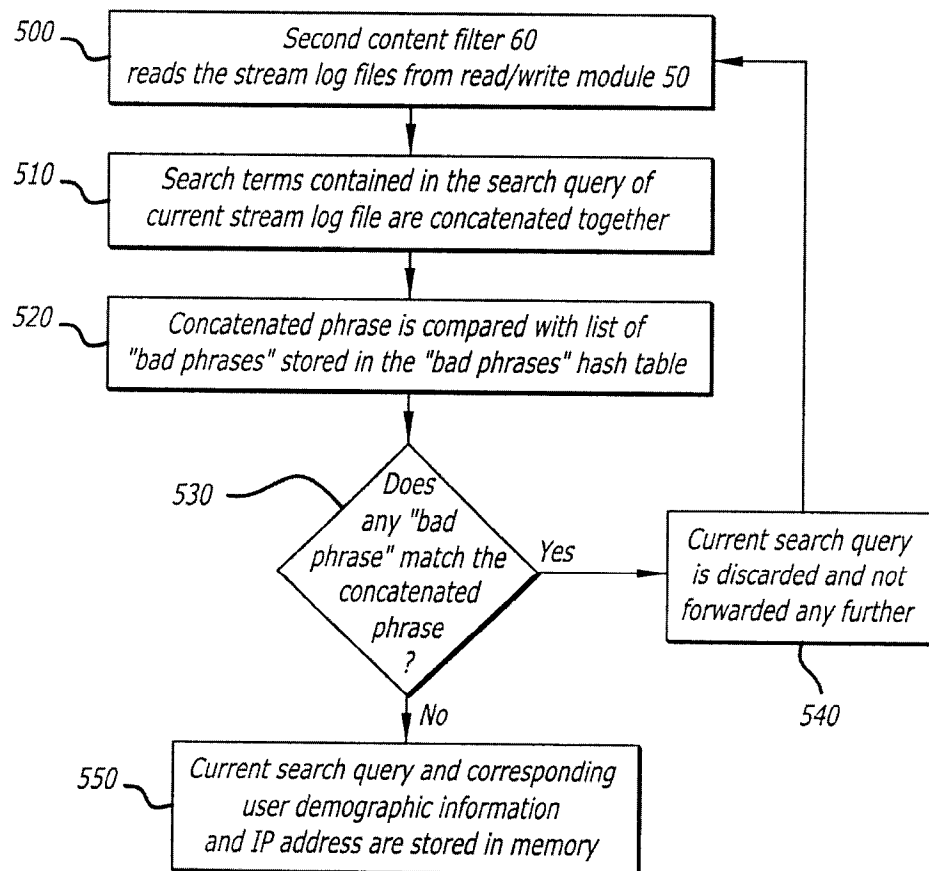 500
Second content filter 60
reads the stream log files from read/write module 50
510
Search terms contained in the search query of
current stream log file are concatenated together
520
Concatenated phrase is compared with list of
"bad phrases" stored in the "bad phrases" hash table
530
Does
any "bad
phrase" match the
concatenated
phrase
?
Yes
Current search query
is discarded and not
forwarded any further
540
No
550
Current search query and corresponding
user demographic information
and IP address are stored in memory